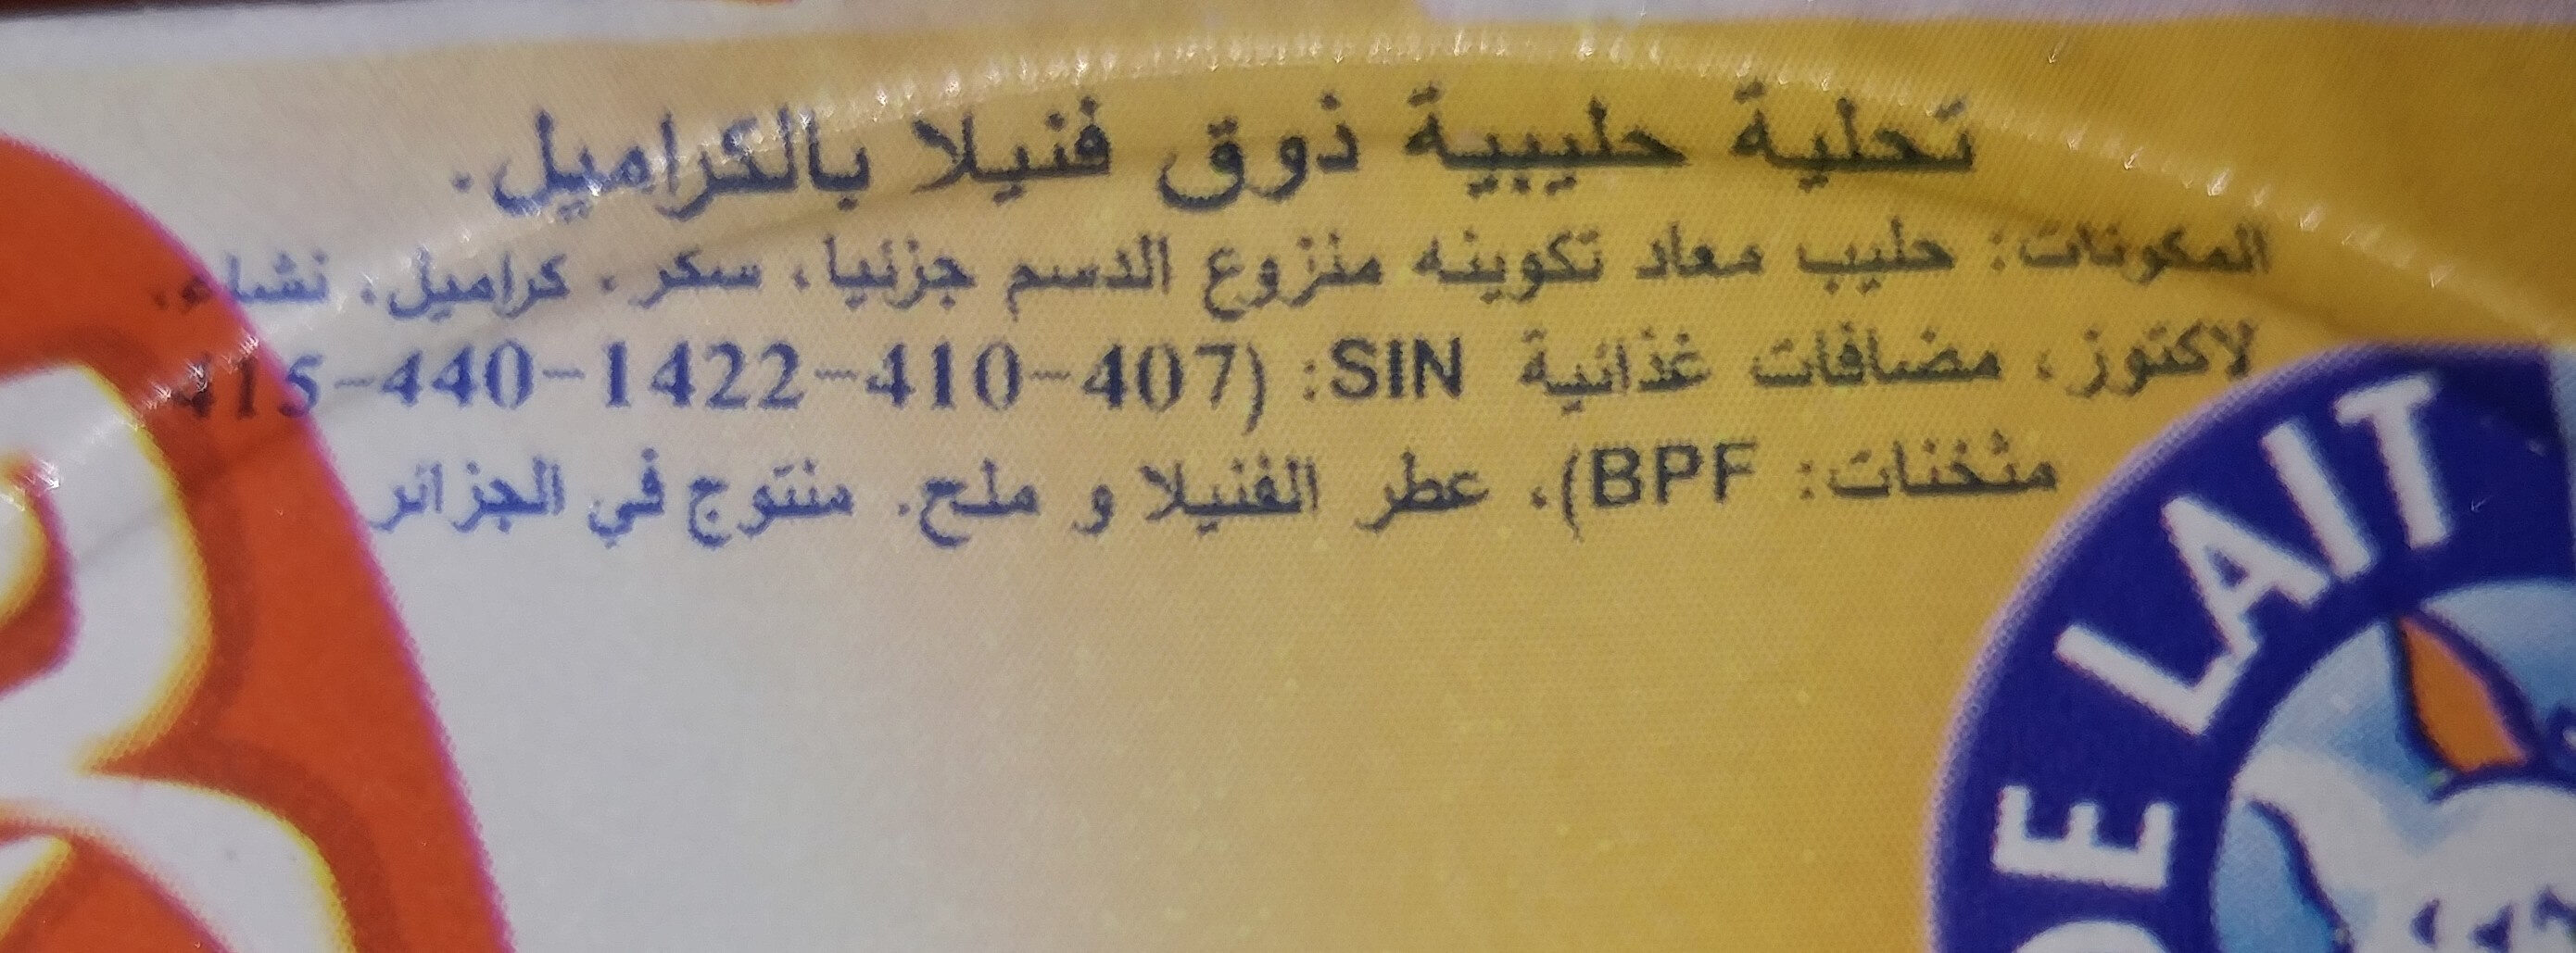 تحلية حليبية ذوق فنيلا بالكراميل.
المكونات: حليب معاد تكوينه منزوع الدسم جزئيا، سكر، كراميل، نشاء،
لاكتوز، مضافات غذائية SIN: (407-410-1422-440-415
مثخنات: BPF)، عطر الفنيلا و ملح. منتوج في الجزائر
DE LAIT